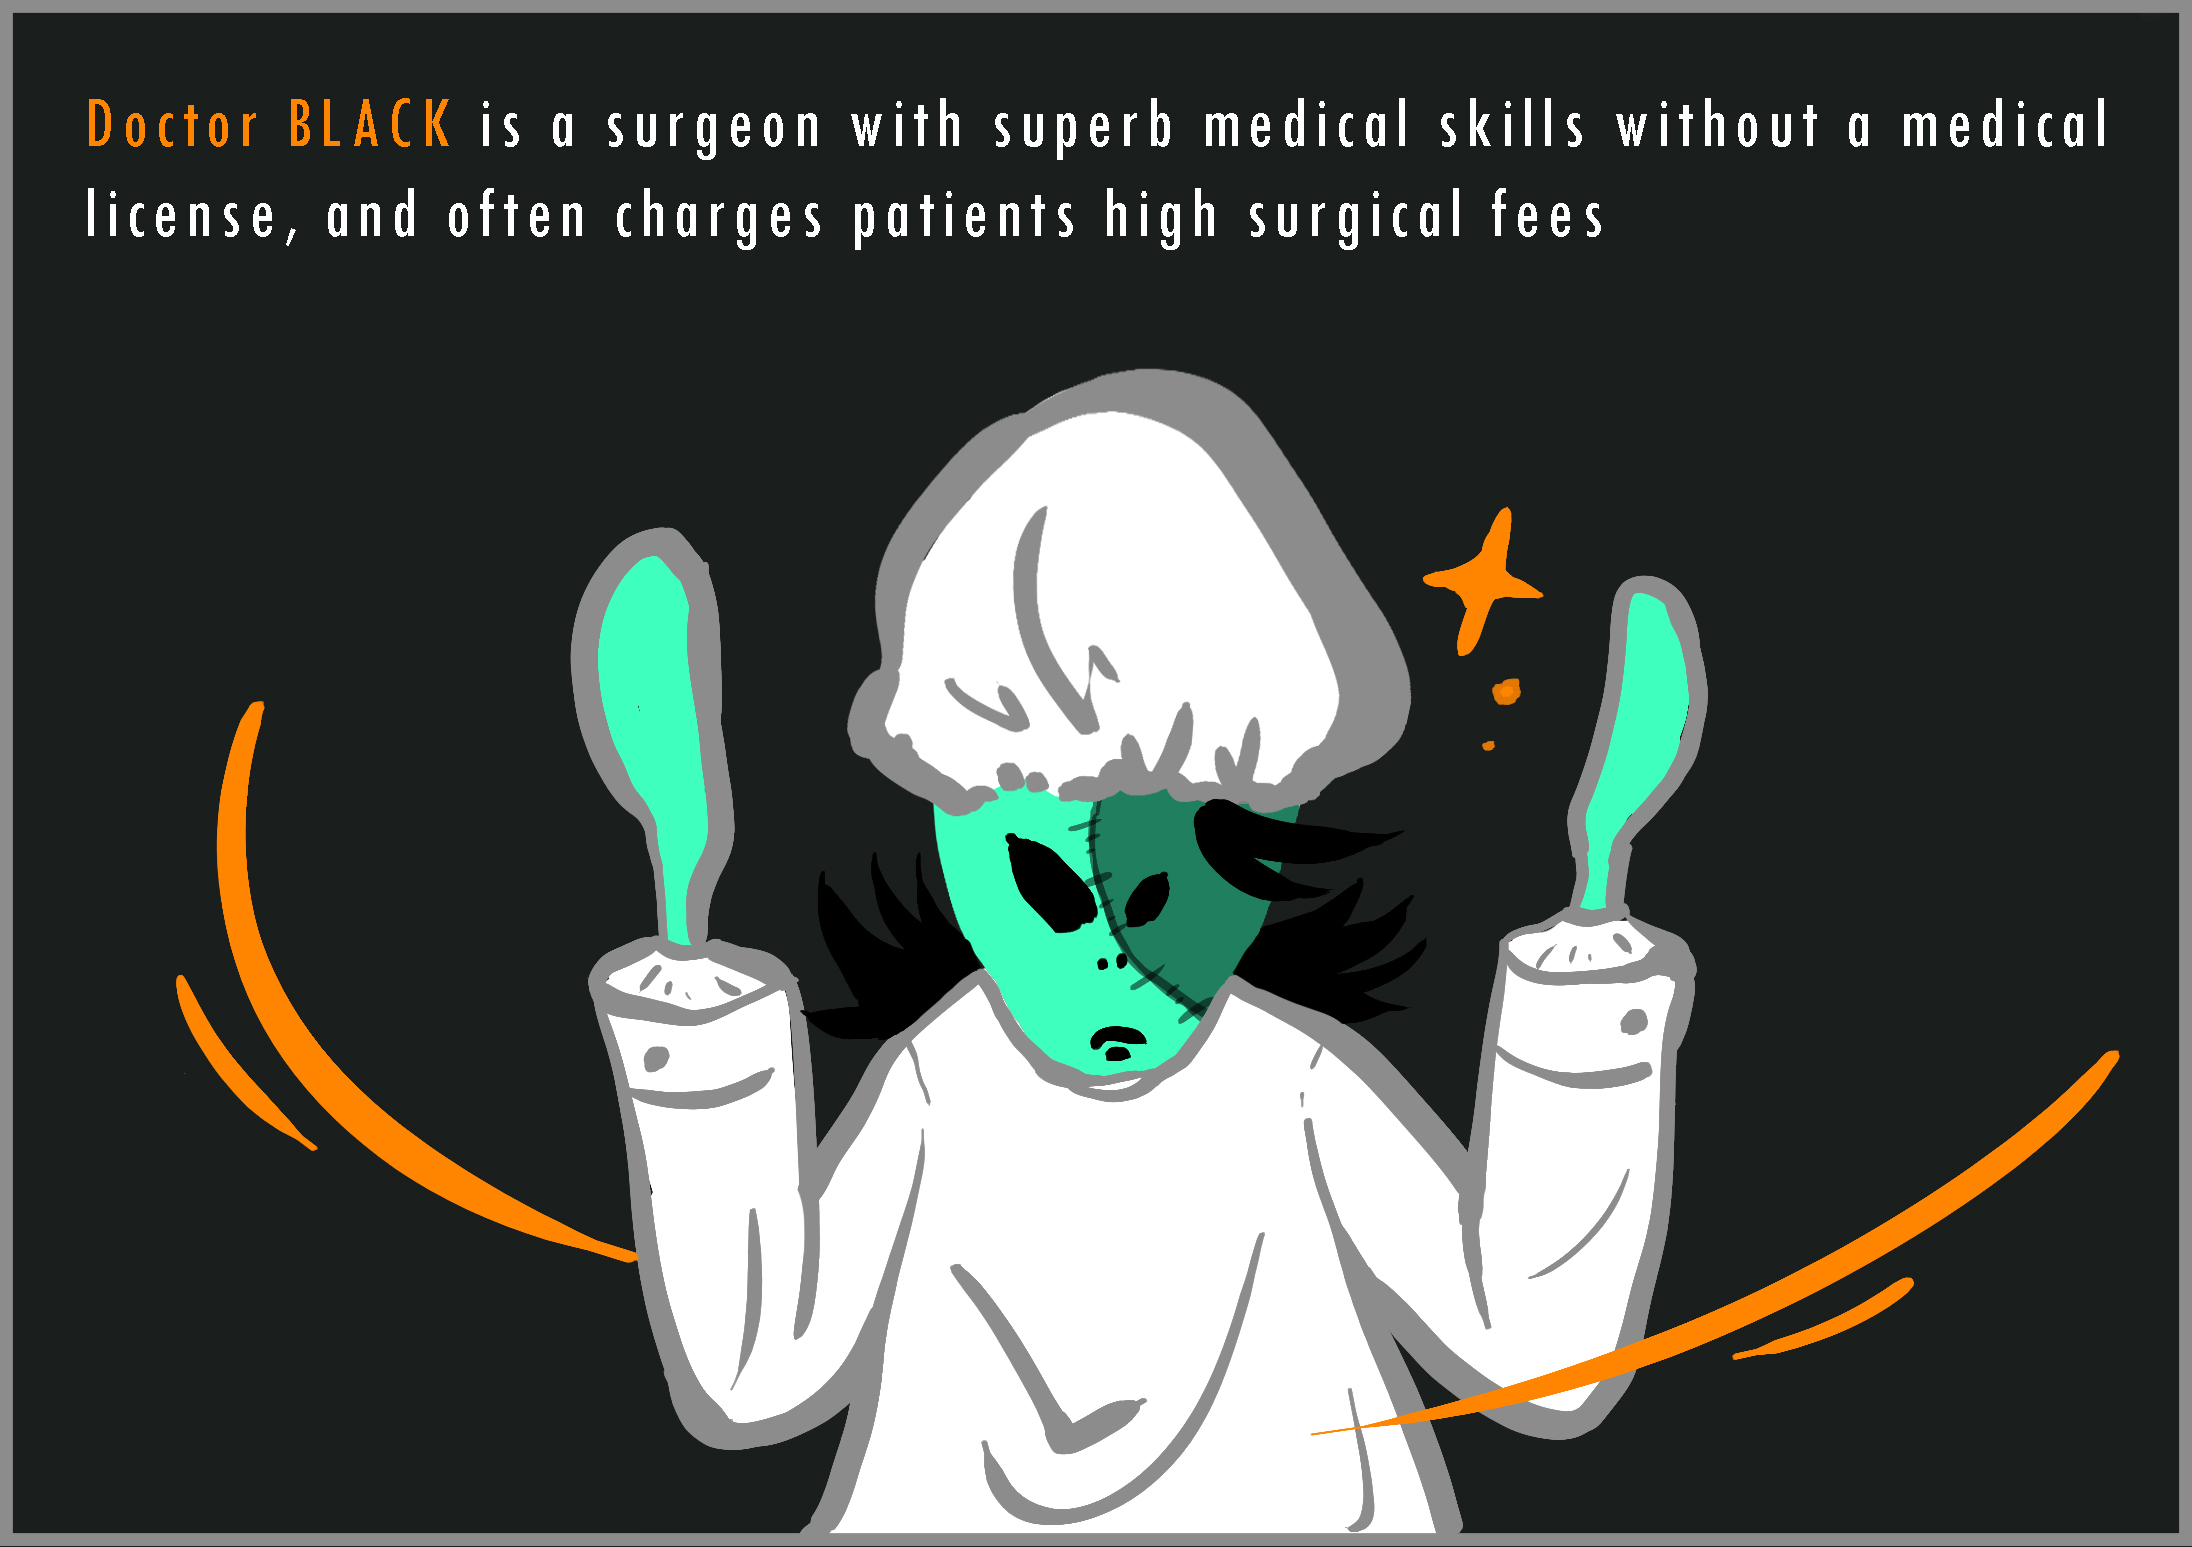 Doctor BLACK is a surgeon with superb medical skills without a medical
license, and often charges patients high surgical fees